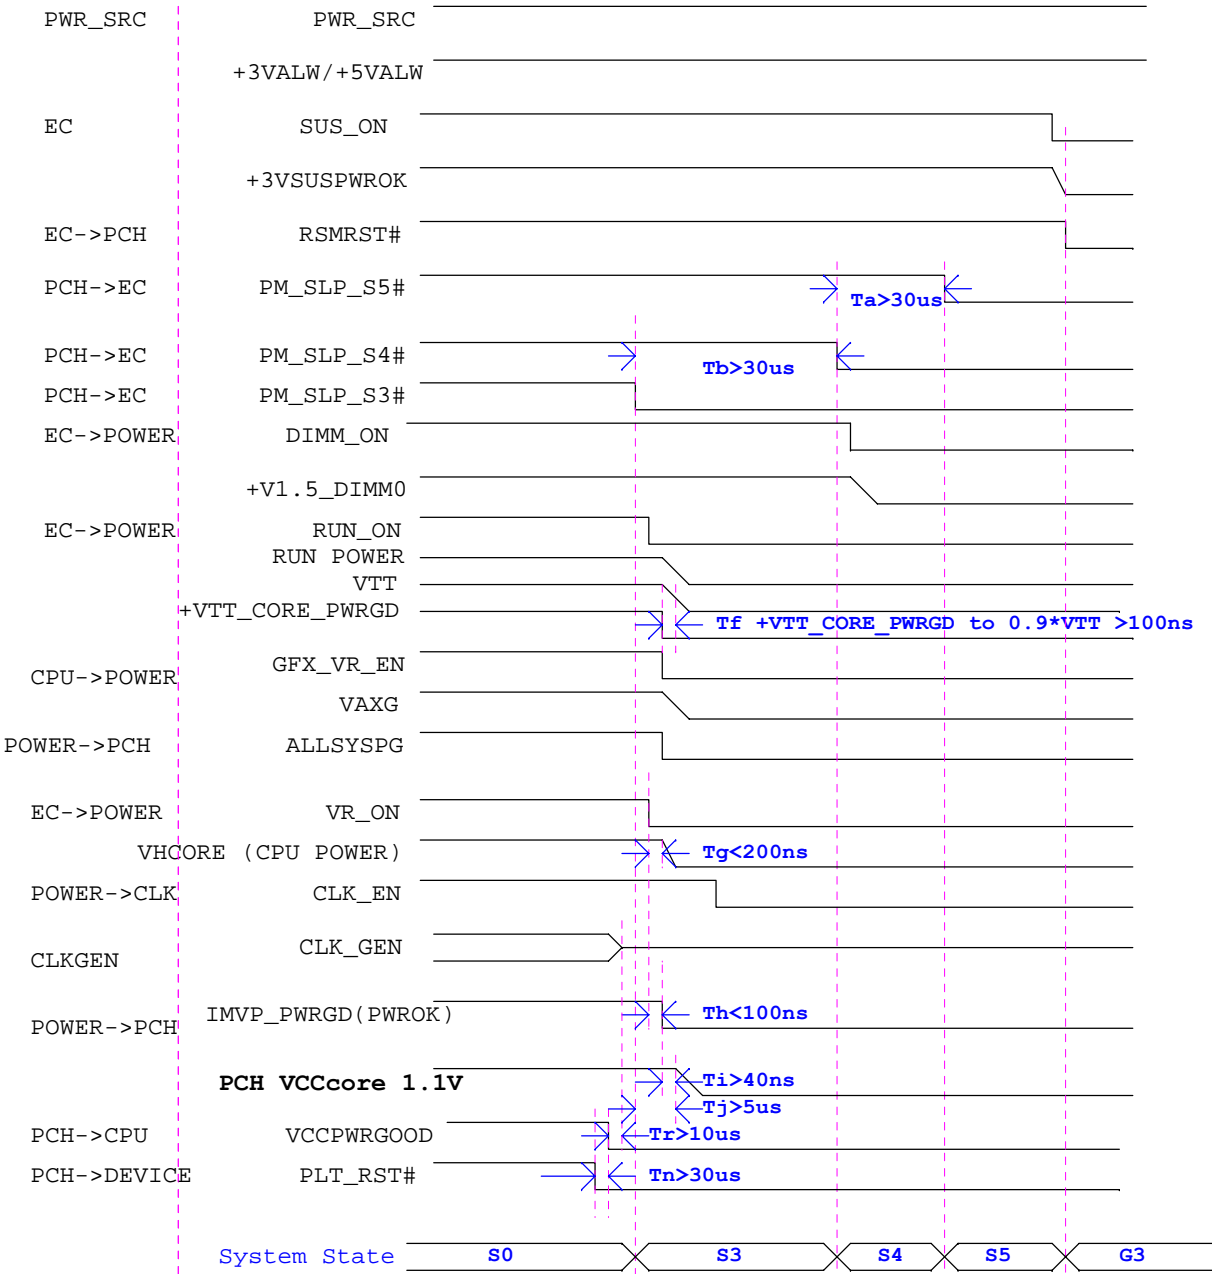 PWR_SRC PWR_SRC
+3VALW/+5VALW
EC SUS_ON
+3VSUSPWROK
EC->PCH RSMRST#
PCH->EC PM_SLP_S5# Ta>30us
PCH->EC PM_SLP_S4# Tb>30us
PCH->EC PM_SLP_S3#
EC->POWER DIMM_ON
+V1.5_DIMM0
EC->POWER RUN_ON
RUN POWER
VTT
+VTT_CORE_PWRGD Tf +VTT_CORE_PWRGD to 0.9*VTT >100ns
CPU->POWER GFX_VR_EN
VAXG
POWER->PCH ALLSYSPG
EC->POWER VR_ON
VHCORE (CPU POWER) Tg<200ns
POWER->CLK CLK_EN
CLKGEN CLK_GEN
POWER->PCH IMVP_PWRGD(PWROK) Th<100ns
PCH VCCcore 1.1V Ti>40ns
Tj>5us
PCH->CPU VCCPWRGOOD Tr>10us
PCH->DEVICE PLT_RST# Tn>30us
System State S0 S3 S4 S5 G3